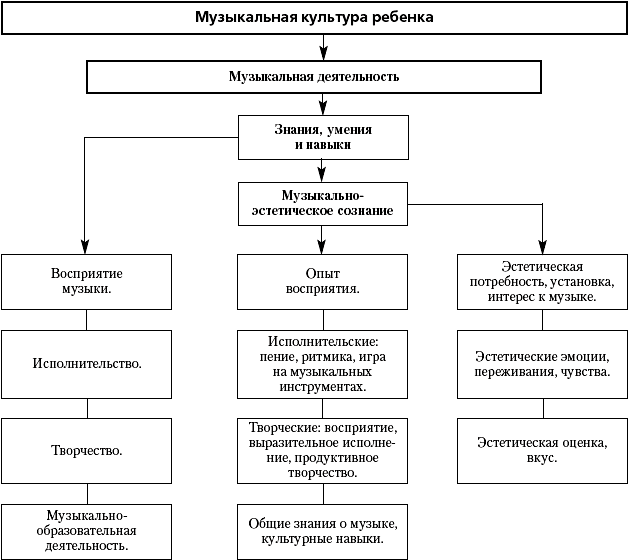 Музыкальная культура ребенка
Музыкальная деятельность
Знания, умения
и навыки
Музыкально-
эстетическое сознание
Восприятие
музыки.
Опыт
восприятия.
Эстетическая
потребность, установка,
интерес к музыке.
Исполнительство.
Исполнительские:
пение, ритмика, игра
на музыкальных
инструментах.
Эстетические эмоции,
переживания, чувства.
Творчество.
Творческие: восприятие,
выразительное исполне-
ние, продуктивное
творчество.
Эстетическая оценка,
вкус.
Музыкально-
образовательная
деятельность.
Общие знания о музыке,
культурные навыки.